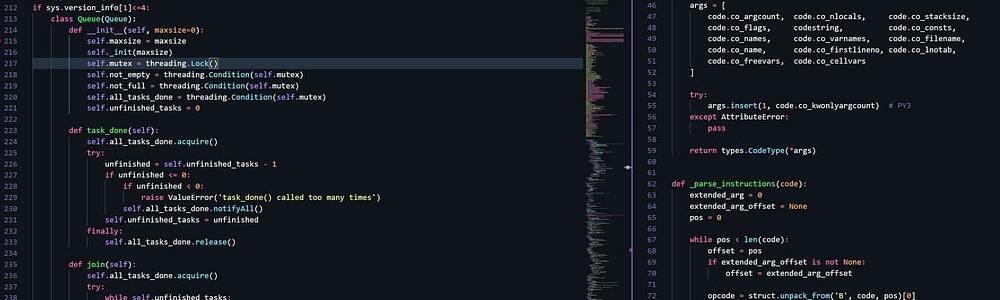 212 if sys.version_info[1]<=4:
213     class Queue(Queue):
214         def __init__(self, maxsize=0):
215             self.maxsize = maxsize
216             self._init(maxsize)
217             self.mutex = threading.Lock()
218             self.not_empty = threading.Condition(self.mutex)
219             self.not_full = threading.Condition(self.mutex)
220             self.all_tasks_done = threading.Condition(self.mutex)
221             self.unfinished_tasks = 0
222
223         def task_done(self):
224             self.all_tasks_done.acquire()
225             try:
226                 unfinished = self.unfinished_tasks - 1
227                 if unfinished <= 0:
228                     if unfinished < 0:
229                         raise ValueError('task_done() called too many times')
230                     self.all_tasks_done.notifyAll()
231                 self.unfinished_tasks = unfinished
232             finally:
233                 self.all_tasks_done.release()
234
235         def join(self):
236             self.all_tasks_done.acquire()
237             try:
238                 while self.unfinished_tasks:
46     args = [
47         code.co_argcount, code.co_nlocals, code.co_stacksize,
48         code.co_flags, codestring, code.co_consts,
49         code.co_names, code.co_varnames, code.co_filename,
50         code.co_name, code.co_firstlineno, code.co_lnotab,
51         code.co_freevars, code.co_cellvars
52     ]
53
54     try:
55         args.insert(1, code.co_kwonlyargcount) # PY3
56     except AttributeError:
57         pass
58
59     return types.CodeType(*args)
60
61
62 def _parse_instructions(code):
63     extended_arg = 0
64     extended_arg_offset = None
65     pos = 0
66
67     while pos < len(code):
68         offset = pos
69         if extended_arg_offset is not None:
70             offset = extended_arg_offset
71
72         opcode = struct.unpack_from('B', code, pos)[0]